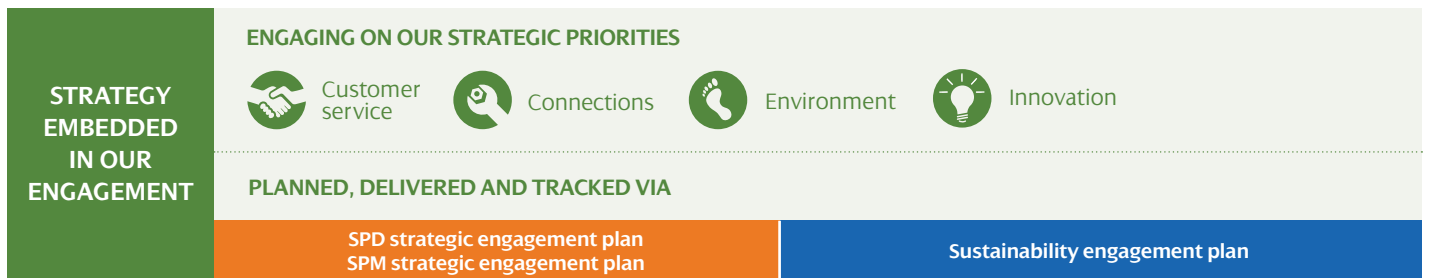 STRATEGY
EMBEDDED
IN OUR
ENGAGEMENT
ENGAGING ON OUR STRATEGIC PRIORITIES
Customer
service
Connections
Environment
Innovation
PLANNED, DELIVERED AND TRACKED VIA
SPD strategic engagement plan
SPM strategic engagement plan
Sustainability engagement plan